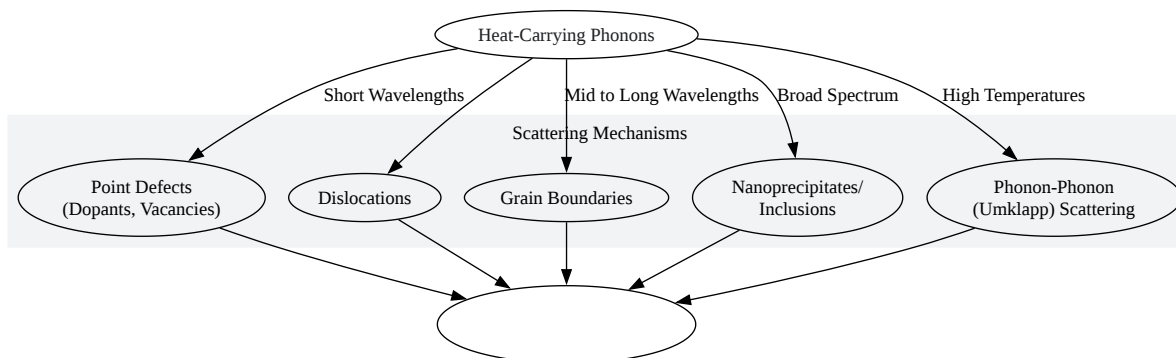 Heat-Carrying Phonons
Short Wavelengths
Mid to Long Wavelengths
Broad Spectrum
High Temperatures
Scattering Mechanisms
Point Defects
(Dopants, Vacancies)
Dislocations
Grain Boundaries
Nanoprecipitates/
Inclusions
Phonon-Phonon
(Umklapp) Scattering